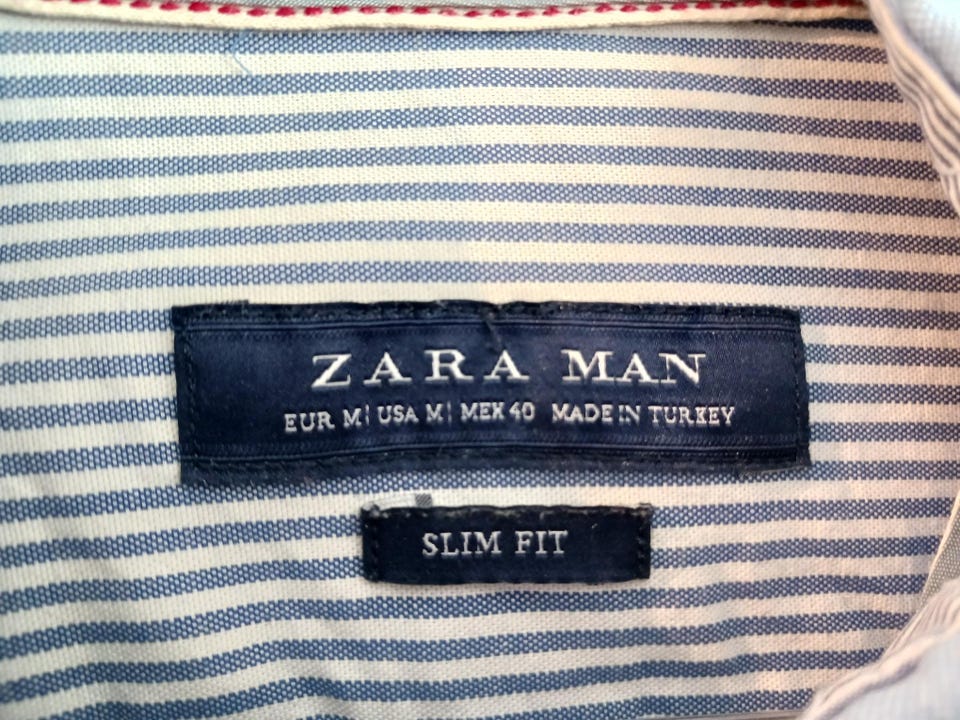 ZARA MAN
EUR M| USA M| MEX 40 MADE IN TURKEY
SLIM FIT